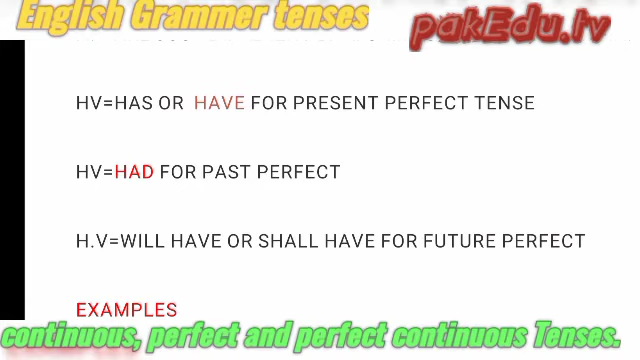 English Grammer tenses
pakEdu.tv
HV=HAS OR HAVE FOR PRESENT PERFECT TENSE
HV=HAD FOR PAST PERFECT
H.V=WILL HAVE OR SHALL HAVE FOR FUTURE PERFECT
EXAMPLES
continuous, perfect and perfect continuous Tenses.